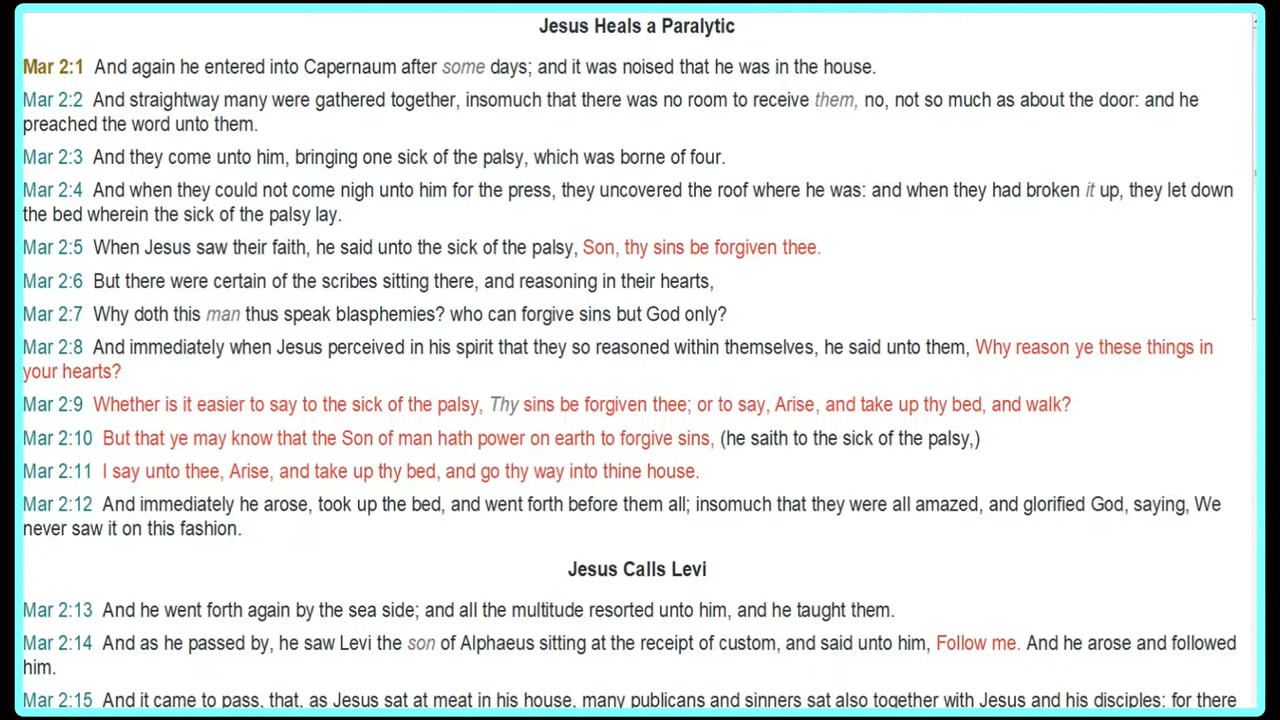 Jesus Heals a Paralytic
Mar 2:1 And again he entered into Capernaum after some days; and it was noised that he was in the house.
Mar 2:2 And straightway many were gathered together, insomuch that there was no room to receive them, no, not so much as about the door: and he
preached the word unto them.
Mar 2:3 And they come unto him, bringing one sick of the palsy, which was borne of four.
Mar 2:4 And when they could not come nigh unto him for the press, they uncovered the roof where he was: and when they had broken it up, they let down
the bed wherein the sick of the palsy lay.
Mar 2:5 When Jesus saw their faith, he said unto the sick of the palsy, Son, thy sins be forgiven thee.
Mar 2:6 But there were certain of the scribes sitting there, and reasoning in their hearts,
Mar 2:7 Why doth this man thus speak blasphemies? who can forgive sins but God only?
Mar 2:8 And immediately when Jesus perceived in his spirit that they so reasoned within themselves, he said unto them, Why reason ye these things in
your hearts?
Mar 2:9 Whether is it easier to say to the sick of the palsy, Thy sins be forgiven thee; or to say, Arise, and take up thy bed, and walk?
Mar 2:10 But that ye may know that the Son of man hath power on earth to forgive sins, (he saith to the sick of the palsy,)
Mar 2:11 I say unto thee, Arise, and take up thy bed, and go thy way into thine house.
Mar 2:12 And immediately he arose, took up the bed, and went forth before them all; insomuch that they were all amazed, and glorified God, saying, We
never saw it on this fashion.
Jesus Calls Levi
Mar 2:13 And he went forth again by the sea side; and all the multitude resorted unto him, and he taught them.
Mar 2:14 And as he passed by, he saw Levi the son of Alphaeus sitting at the receipt of custom, and said unto him, Follow me. And he arose and followed
him.
Mar 2:15 And it came to pass, that, as Jesus sat at meat in his house, many publicans and sinners sat also together with Jesus and his disciples: for there